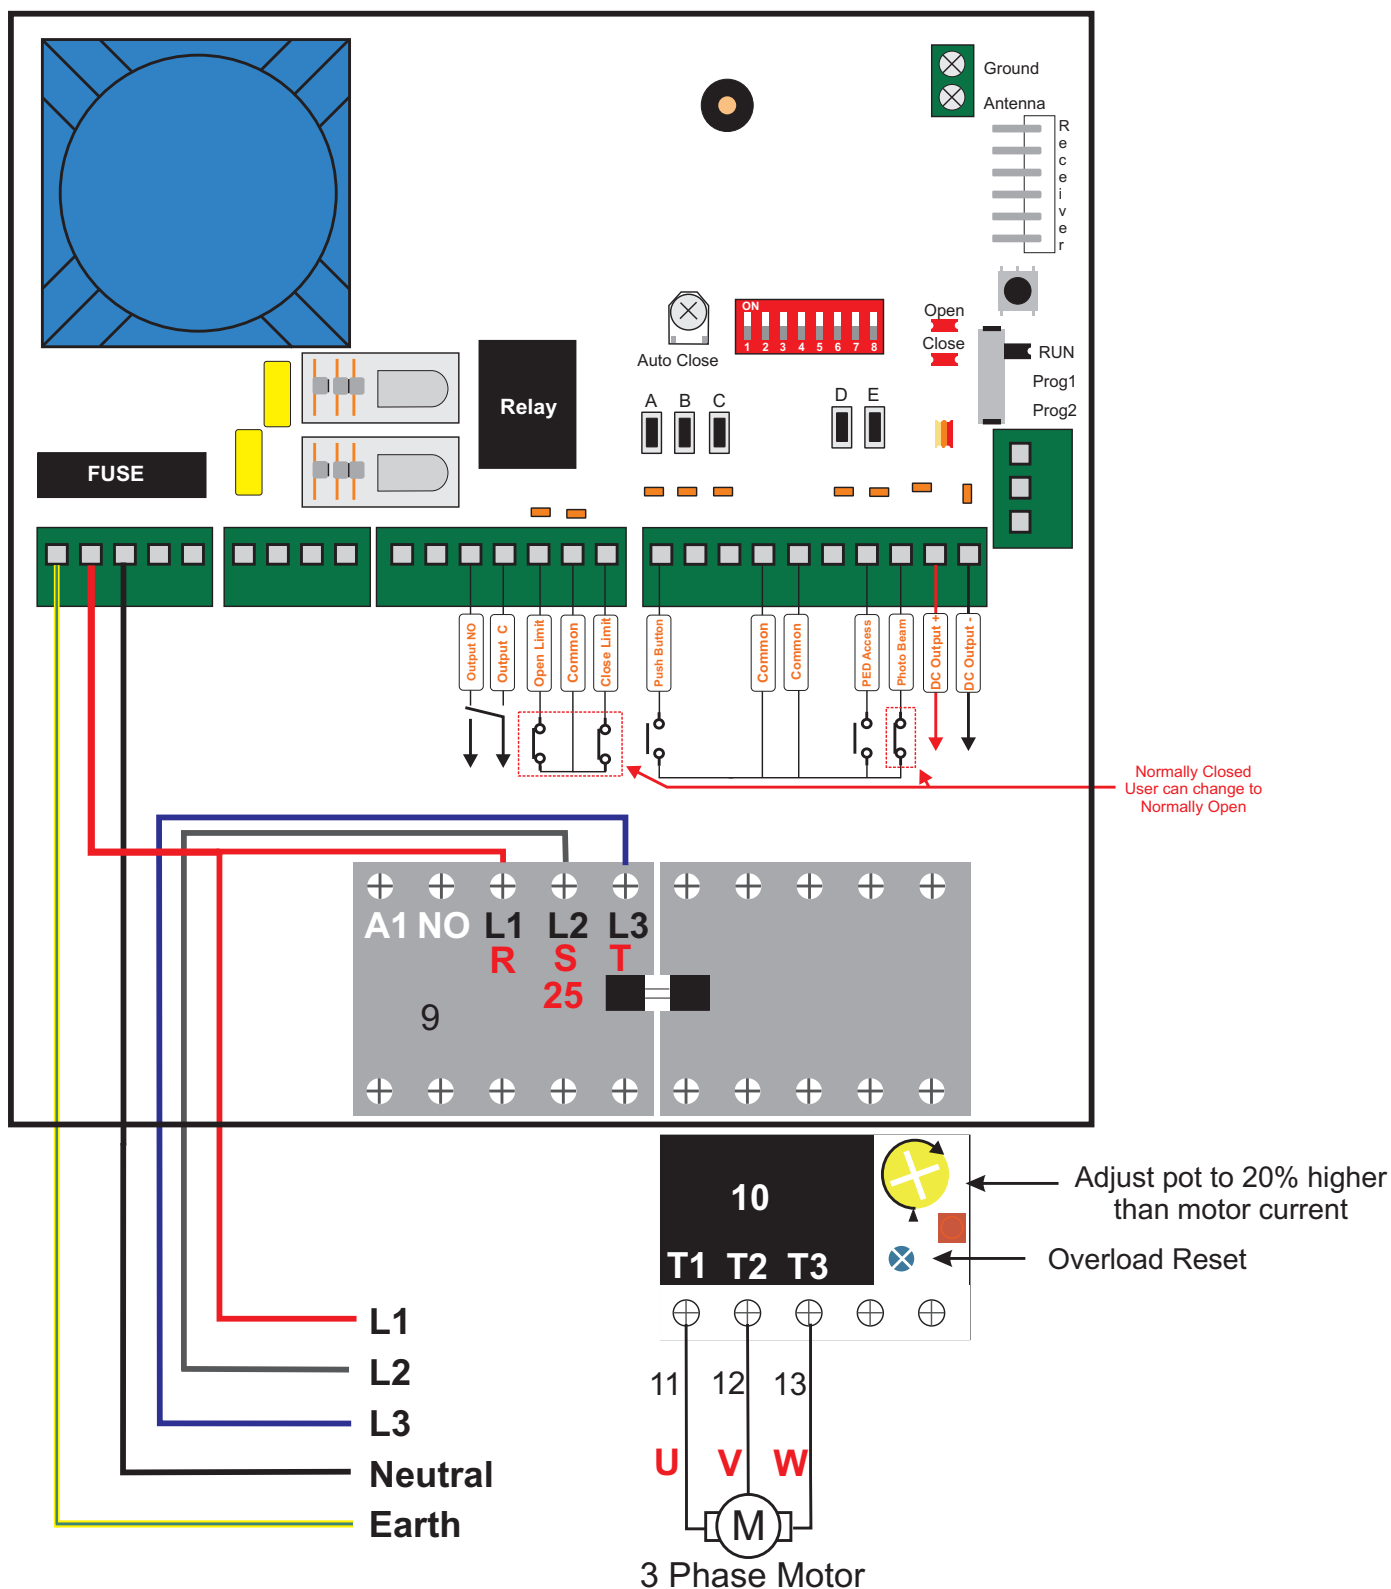 Ground
Antenna
Receiver
ON
1 2 3 4 5 6 7 8
Auto Close
Open
Close
RUN
Prog1
Prog2
A B C
D E
Relay
FUSE
Output NO
Output C
Open Limit
Common
Close Limit
Push Button
Common
Common
PED Access
Photo Beam
DC Output +
DC Output -
Normally Closed
User can change to
Normally Open
A1 NO L1 L2 L3
R S T
25
9
10
T1 T2 T3
Adjust pot to 20% higher
than motor current
Overload Reset
L1
L2
L3
Neutral
Earth
11 12 13
U V W
M
3 Phase Motor